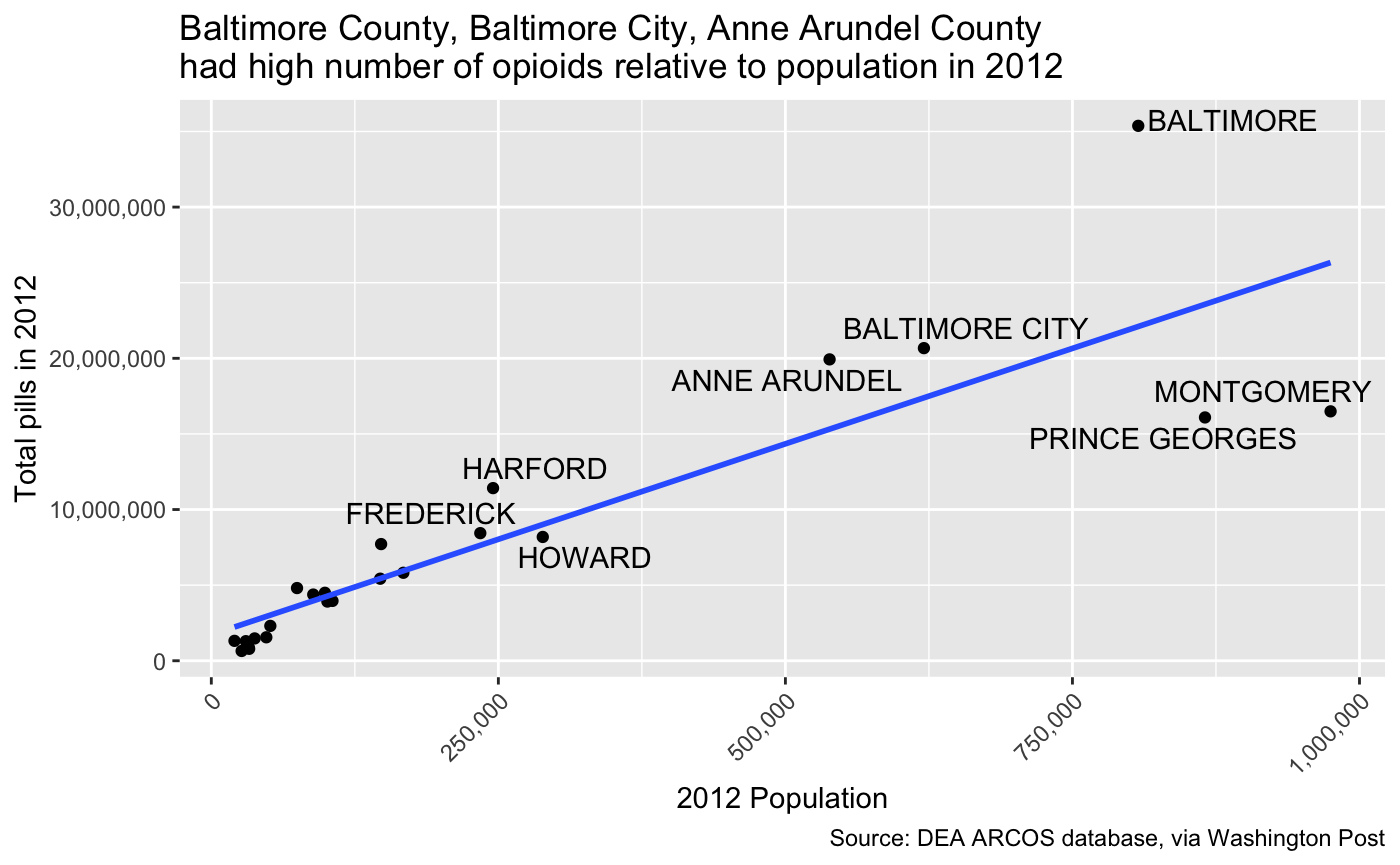 Baltimore County, Baltimore City, Anne Arundel County
had high number of opioids relative to population in 2012
Total pills in 2012
30,000,000
20,000,000
10,000,000
0
BALTIMORE
BALTIMORE CITY
ANNE ARUNDEL
MONTGOMERY
PRINCE GEORGES
HARFORD
FREDERICK
HOWARD
0
250,000
500,000
750,000
1,000,000
2012 Population
Source: DEA ARCOS database, via Washington Post